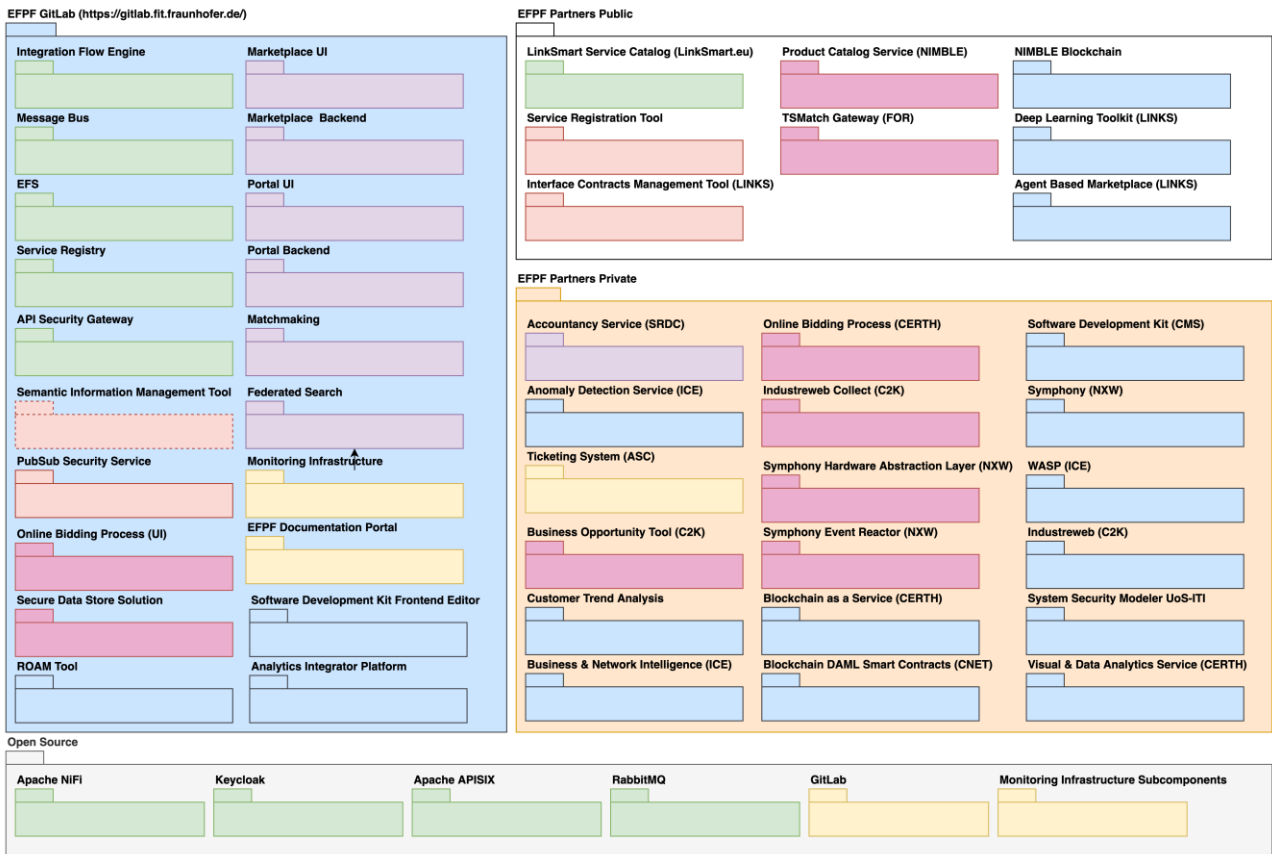 EFPF GitLab (https://gitlab.fit.fraunhofer.de/)
Integration Flow Engine
Marketplace UI
Message Bus
Marketplace Backend
EFS
Portal UI
Service Registry
Portal Backend
API Security Gateway
Matchmaking
Semantic Information Management Tool
Federated Search
PubSub Security Service
Monitoring Infrastructure
Online Bidding Process (UI)
EFPF Documentation Portal
Secure Data Store Solution
Software Development Kit Frontend Editor
ROAM Tool
Analytics Integrator Platform
EFPF Partners Public
LinkSmart Service Catalog (LinkSmart.eu)
Product Catalog Service (NIMBLE)
NIMBLE Blockchain
Service Registration Tool
TSMatch Gateway (FOR)
Deep Learning Toolkit (LINKS)
Interface Contracts Management Tool (LINKS)
Agent Based Marketplace (LINKS)
EFPF Partners Private
Accountancy Service (SRDC)
Online Bidding Process (CERTH)
Software Development Kit (CMS)
Anomaly Detection Service (ICE)
Industreweb Collect (C2K)
Symphony (NXW)
Ticketing System (ASC)
Symphony Hardware Abstraction Layer (NXW)
WASP (ICE)
Business Opportunity Tool (C2K)
Symphony Event Reactor (NXW)
Industreweb (C2K)
Customer Trend Analysis
Blockchain as a Service (CERTH)
System Security Modeler UoS-ITI
Business & Network Intelligence (ICE)
Blockchain DAML Smart Contracts (CNET)
Visual & Data Analytics Service (CERTH)
Open Source
Apache NiFi
Keycloak
Apache APISIX
RabbitMQ
GitLab
Monitoring Infrastructure Subcomponents